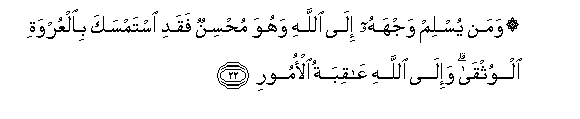 ۞ وَمَن يُسْلِمْ وَجْهَهُۥٓ إِلَى ٱللَّهِ وَهُوَ مُحْسِنٌ فَقَدِ ٱسْتَمْسَكَ بِٱلْعُرْوَةِ
ٱلْوُثْقَىٰ ۗ وَإِلَى ٱللَّهِ عَـٰقِبَةُ ٱلْأُمُورِ ٢٢